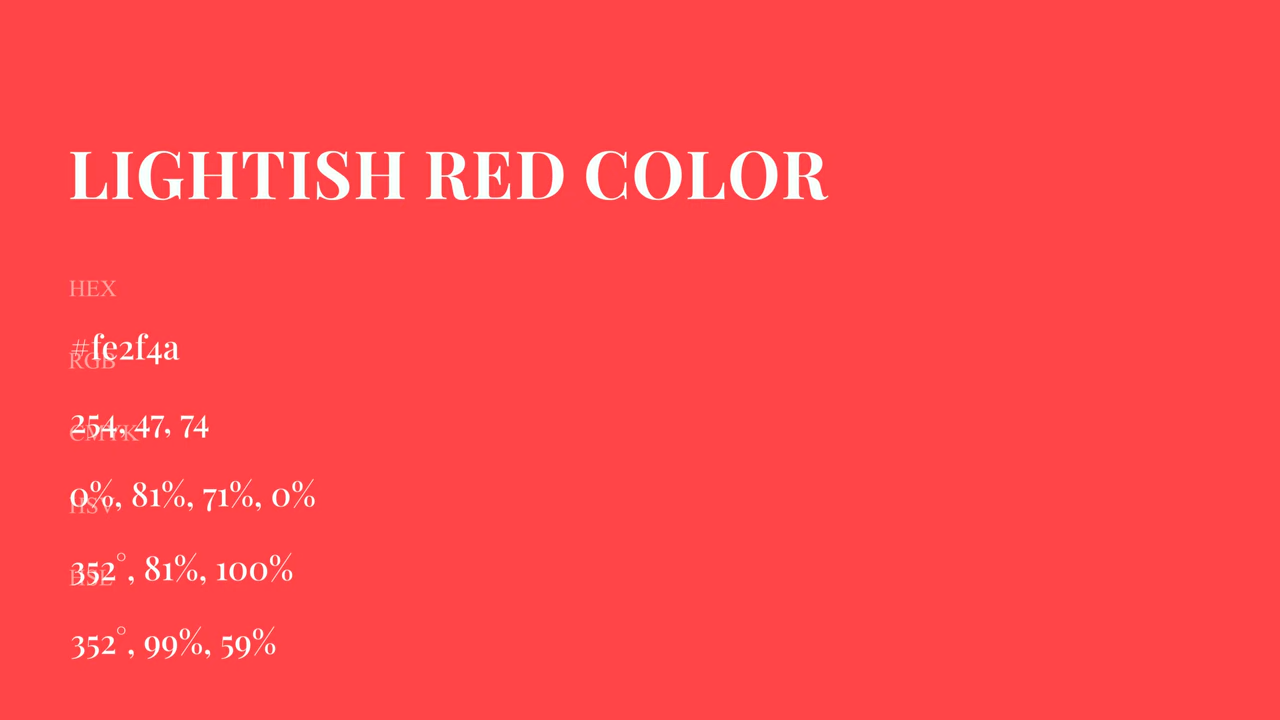 LIGHTISH RED COLOR
HEX
#fe2f4a
RGB
254, 47, 74
CMYK
0%, 81%, 71%, 0%
HSV
352°, 81%, 100%
HSL
352°, 99%, 59%